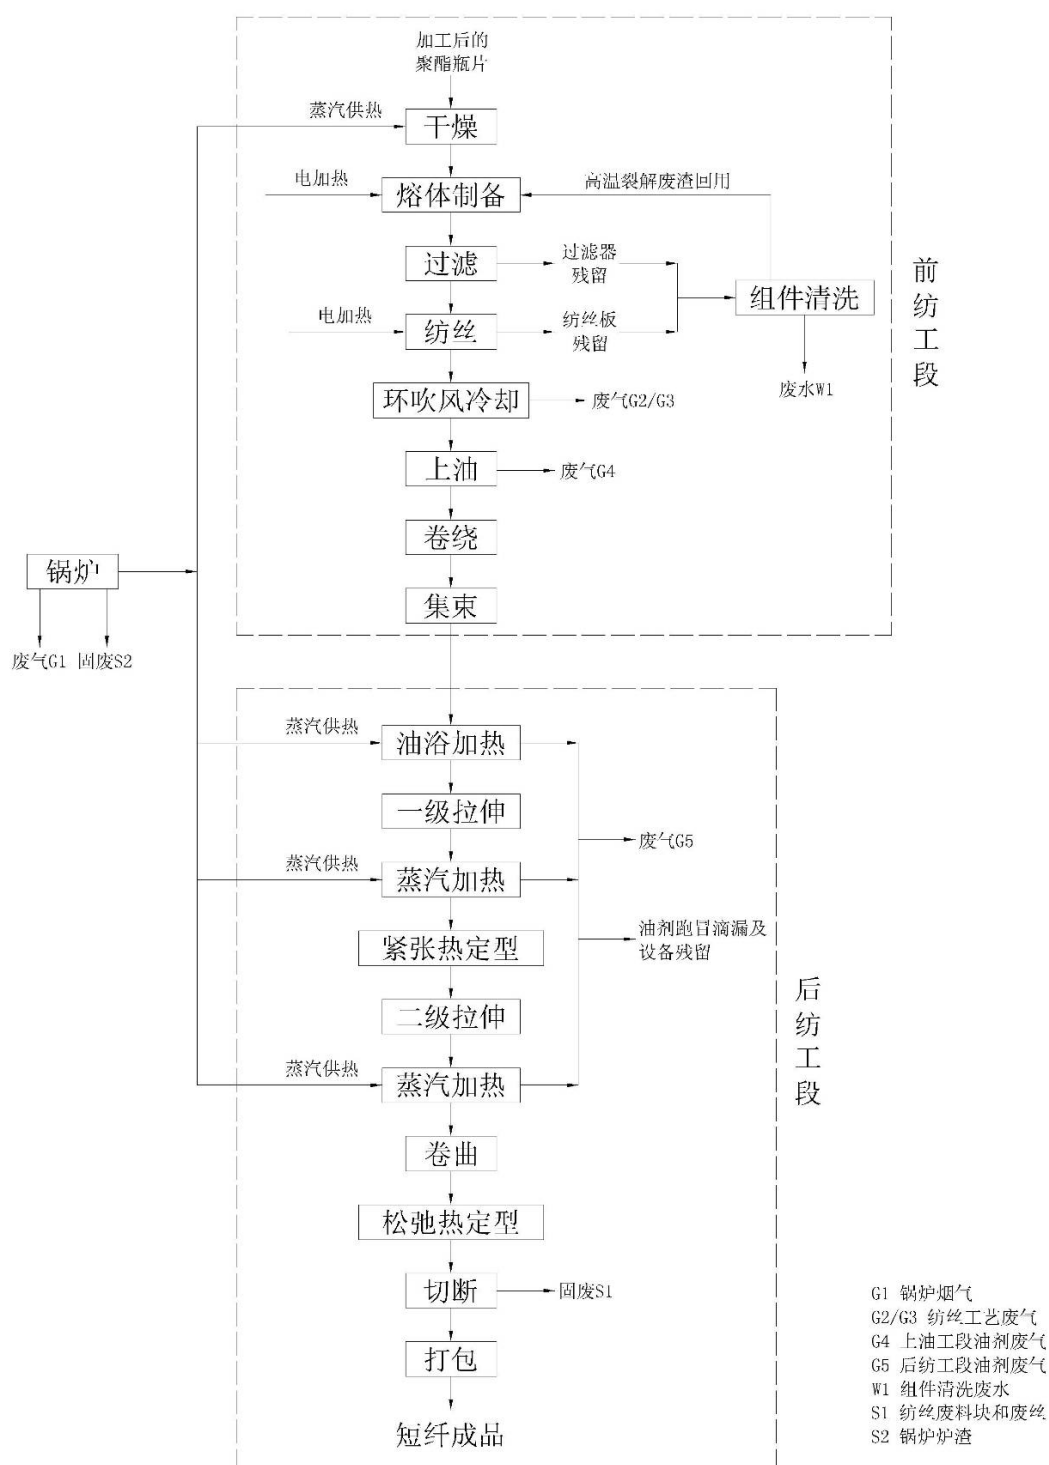 加工后的
聚酯瓶片
蒸汽供热
干燥
电加热
熔体制备
高温裂解废渣回用
过滤
过滤器
残留
组件清洗
电加热
纺丝
纺丝板
残留
废水W1
环吹风冷却
废气G2/G3
上油
废气G4
卷绕
集束
前纺工段
锅炉
废气G1 固废S2
蒸汽供热
油浴加热
一级拉伸
废气G5
蒸汽供热
蒸汽加热
紧张热定型
油剂跑冒滴漏及
设备残留
二级拉伸
蒸汽供热
蒸汽加热
卷曲
松弛热定型
切断
固废S1
打包
短纤成品
后纺工段
G1 锅炉烟气
G2/G3 纺丝工艺废气
G4 上油工段油剂废气
G5 后纺工段油剂废气
W1 组件清洗废水
S1 纺丝废料块和废丝
S2 锅炉炉渣